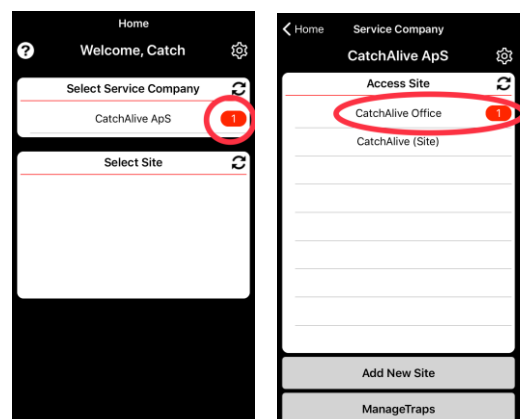 Home
? Welcome, Catch
Select Service Company
CatchAlive ApS 1
Select Site
Home Service Company
CatchAlive ApS
Access Site
CatchAlive Office 1
CatchAlive (Site)
Add New Site
ManageTraps